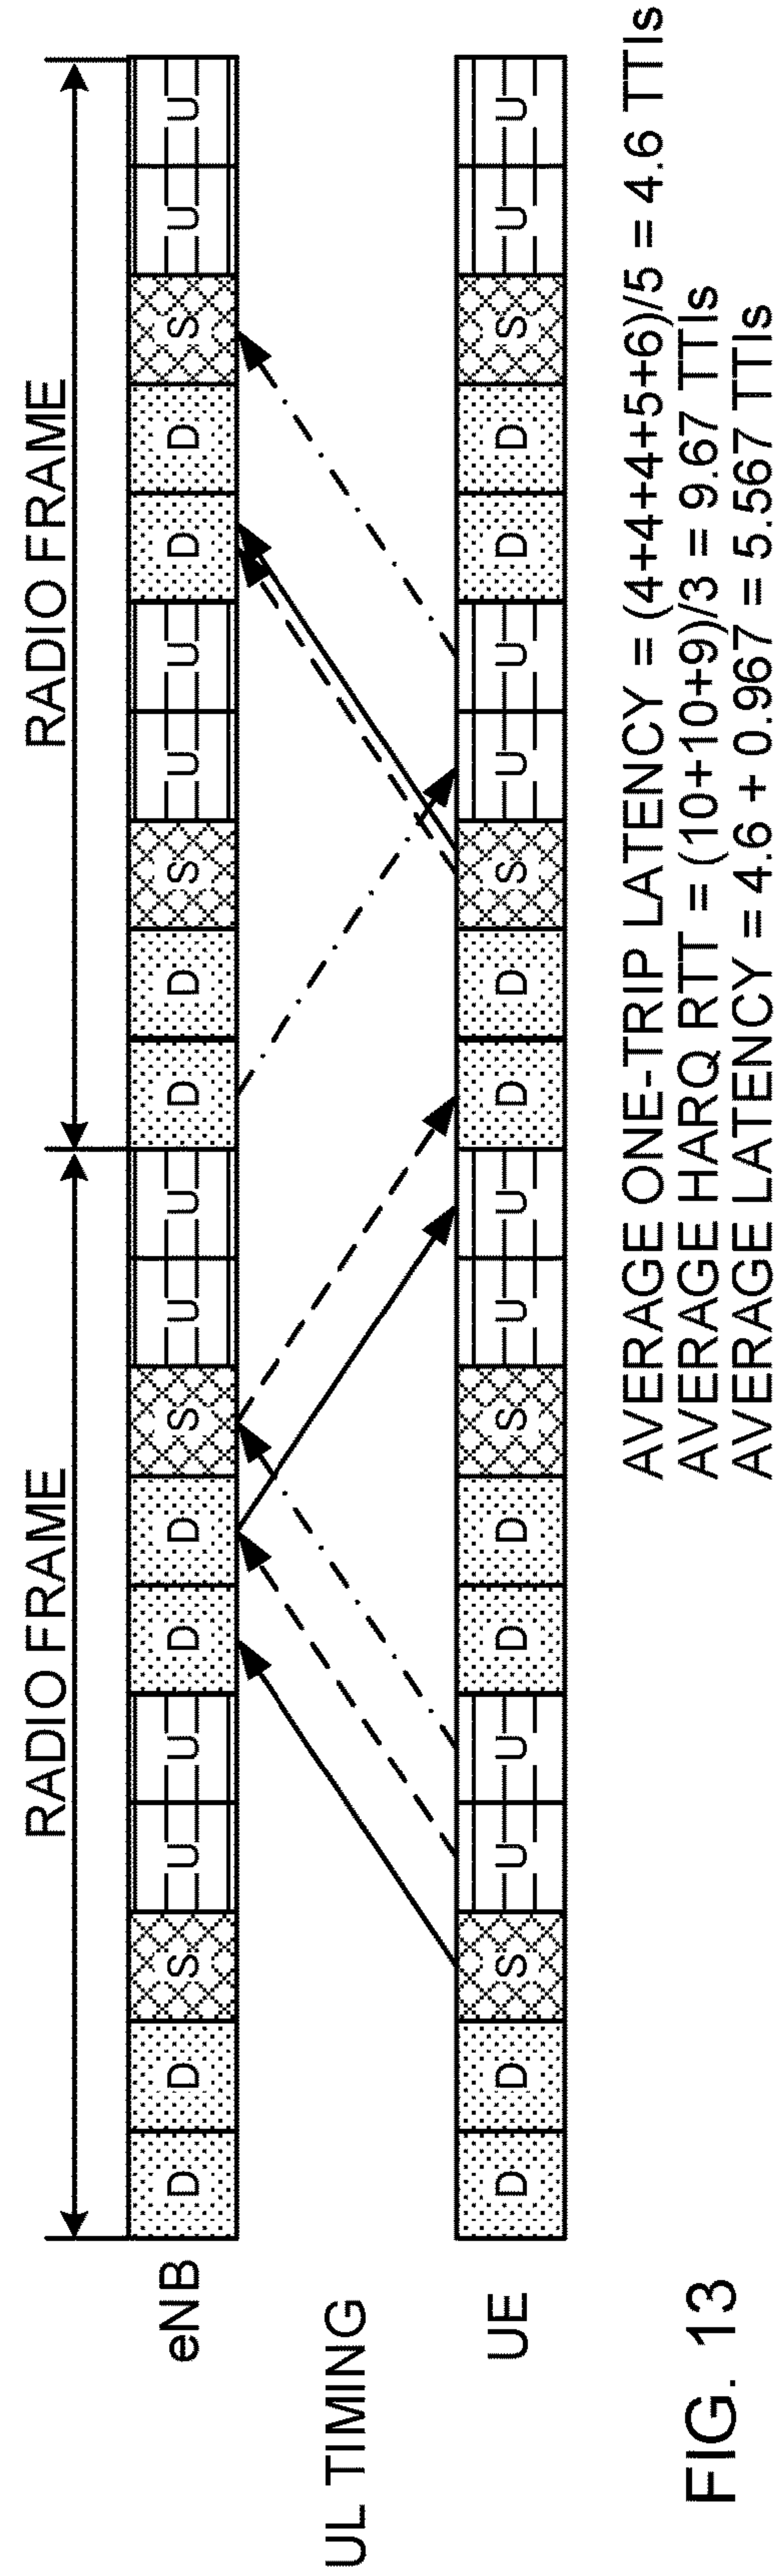 RADIO FRAME RADIO FRAME
eNB D D S U U D D S U U D D S U U D D S U U
UL TIMING
UE D D S U U D D S U U D D S U U D D S U U
AVERAGE ONE-TRIP LATENCY = (4+4+4+5+6)/5 = 4.6 TTIs
AVERAGE HARQ RTT = (10+10+9)/3 = 9.67 TTIs
AVERAGE LATENCY = 4.6 + 0.967 = 5.567 TTIs
FIG. 13